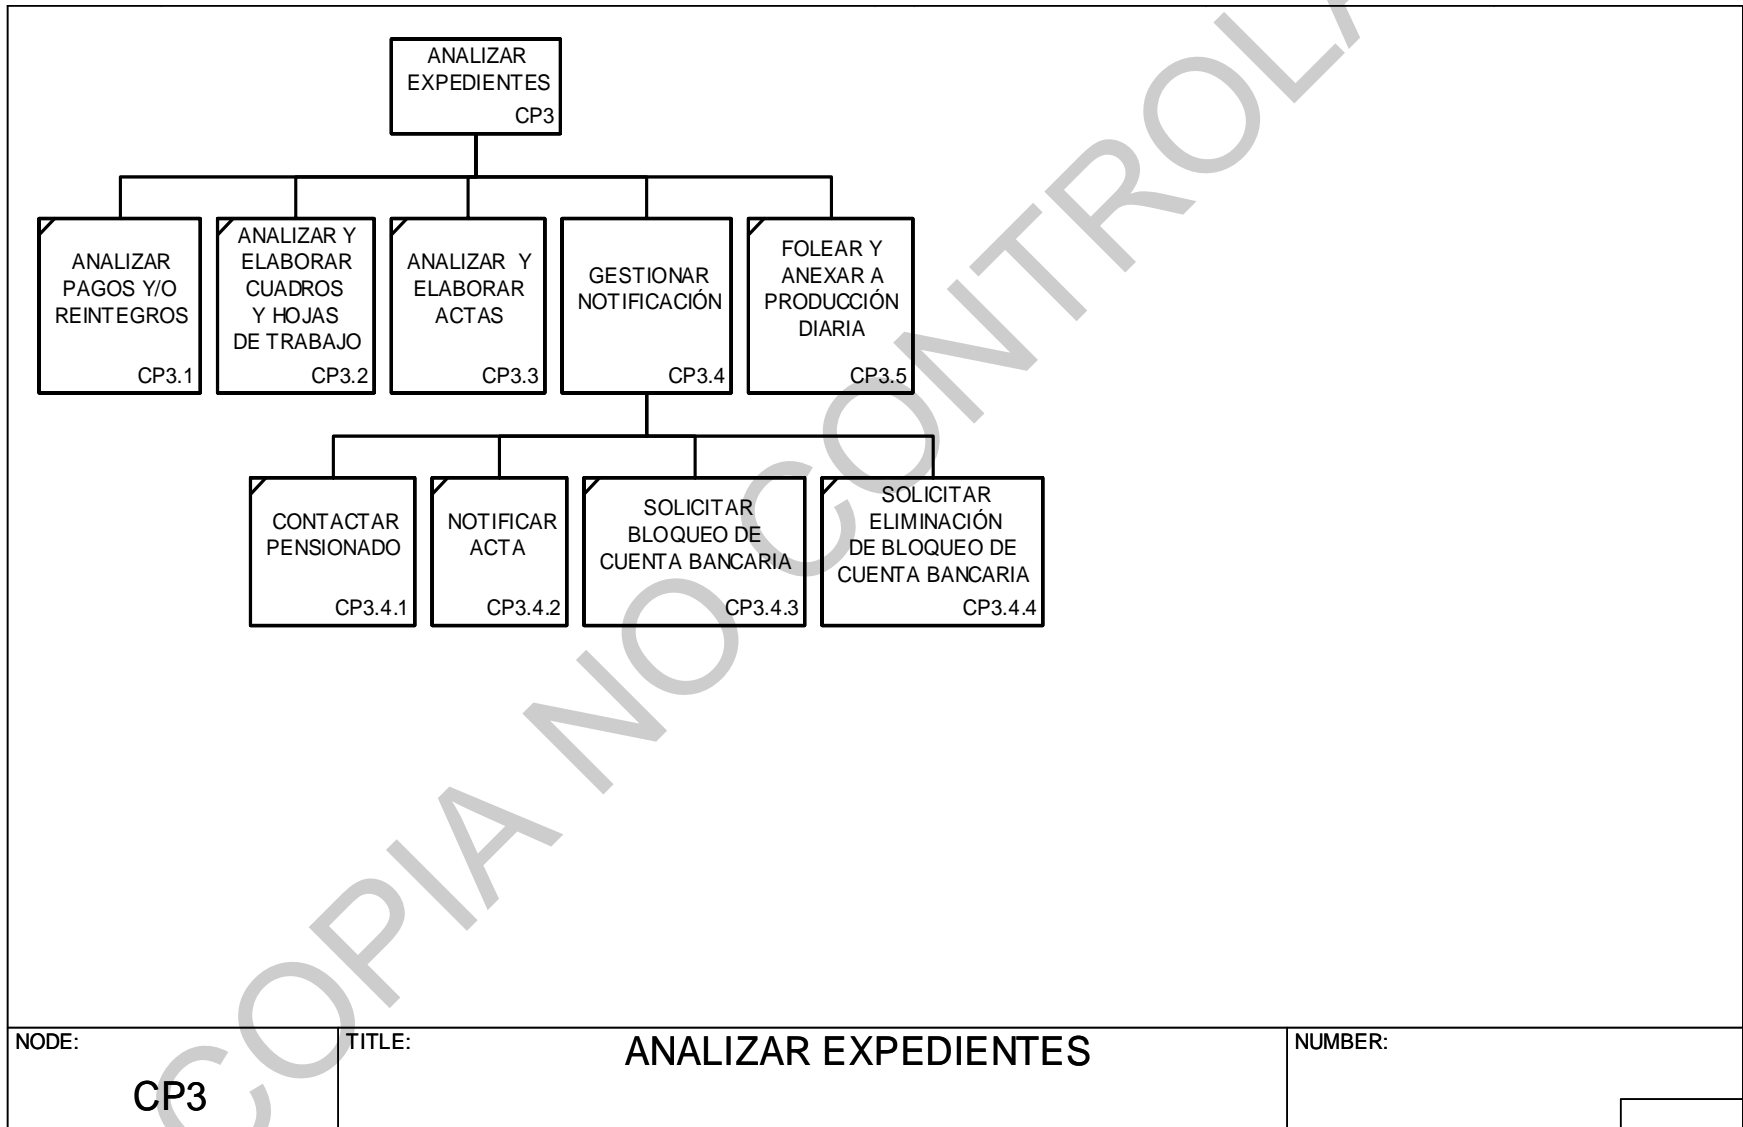 ANALIZAR
EXPEDIENTES
CP3
ANALIZAR
PAGOS Y/O
REINTEGROS
CP3.1
ANALIZAR Y
ELABORAR
CUADROS
Y HOJAS
DE TRABAJO
CP3.2
ANALIZAR Y
ELABORAR
ACTAS
CP3.3
GESTIONAR
NOTIFICACIÓN
CP3.4
FOLEAR Y
ANEXAR A
PRODUCCIÓN
DIARIA
CP3.5
CONTACTAR
PENSIONADO
CP3.4.1
NOTIFICAR
ACTA
CP3.4.2
SOLICITAR
BLOQUEO DE
CUENTA BANCARIA
CP3.4.3
SOLICITAR
ELIMINACIÓN
DE BLOQUEO DE
CUENTA BANCARIA
CP3.4.4
COPIA NO CONTROLA
NODE:
CP3
TITLE:
ANALIZAR EXPEDIENTES
NUMBER: